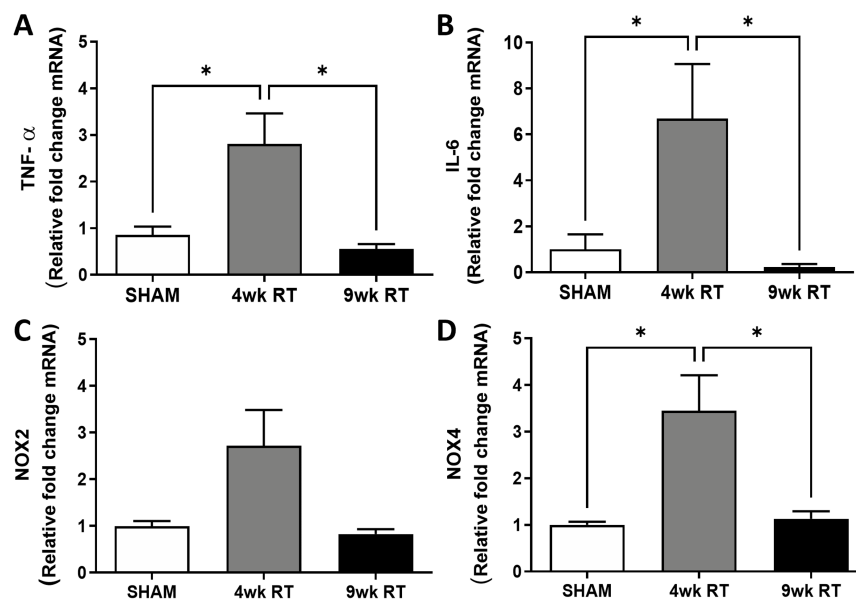 A
TNF- α
(Relative fold change mRNA)
5
4
3
2
1
0
*
*
SHAM
4wk RT
9wk RT
B
IL-6
(Relative fold change mRNA)
10
8
6
4
2
0
*
*
SHAM
4wk RT
9wk RT
C
NOX2
(Relative fold change mRNA)
5
4
3
2
1
0
SHAM
4wk RT
9wk RT
D
NOX4
(Relative fold change mRNA)
5
4
3
2
1
0
*
*
SHAM
4wk RT
9wk RT